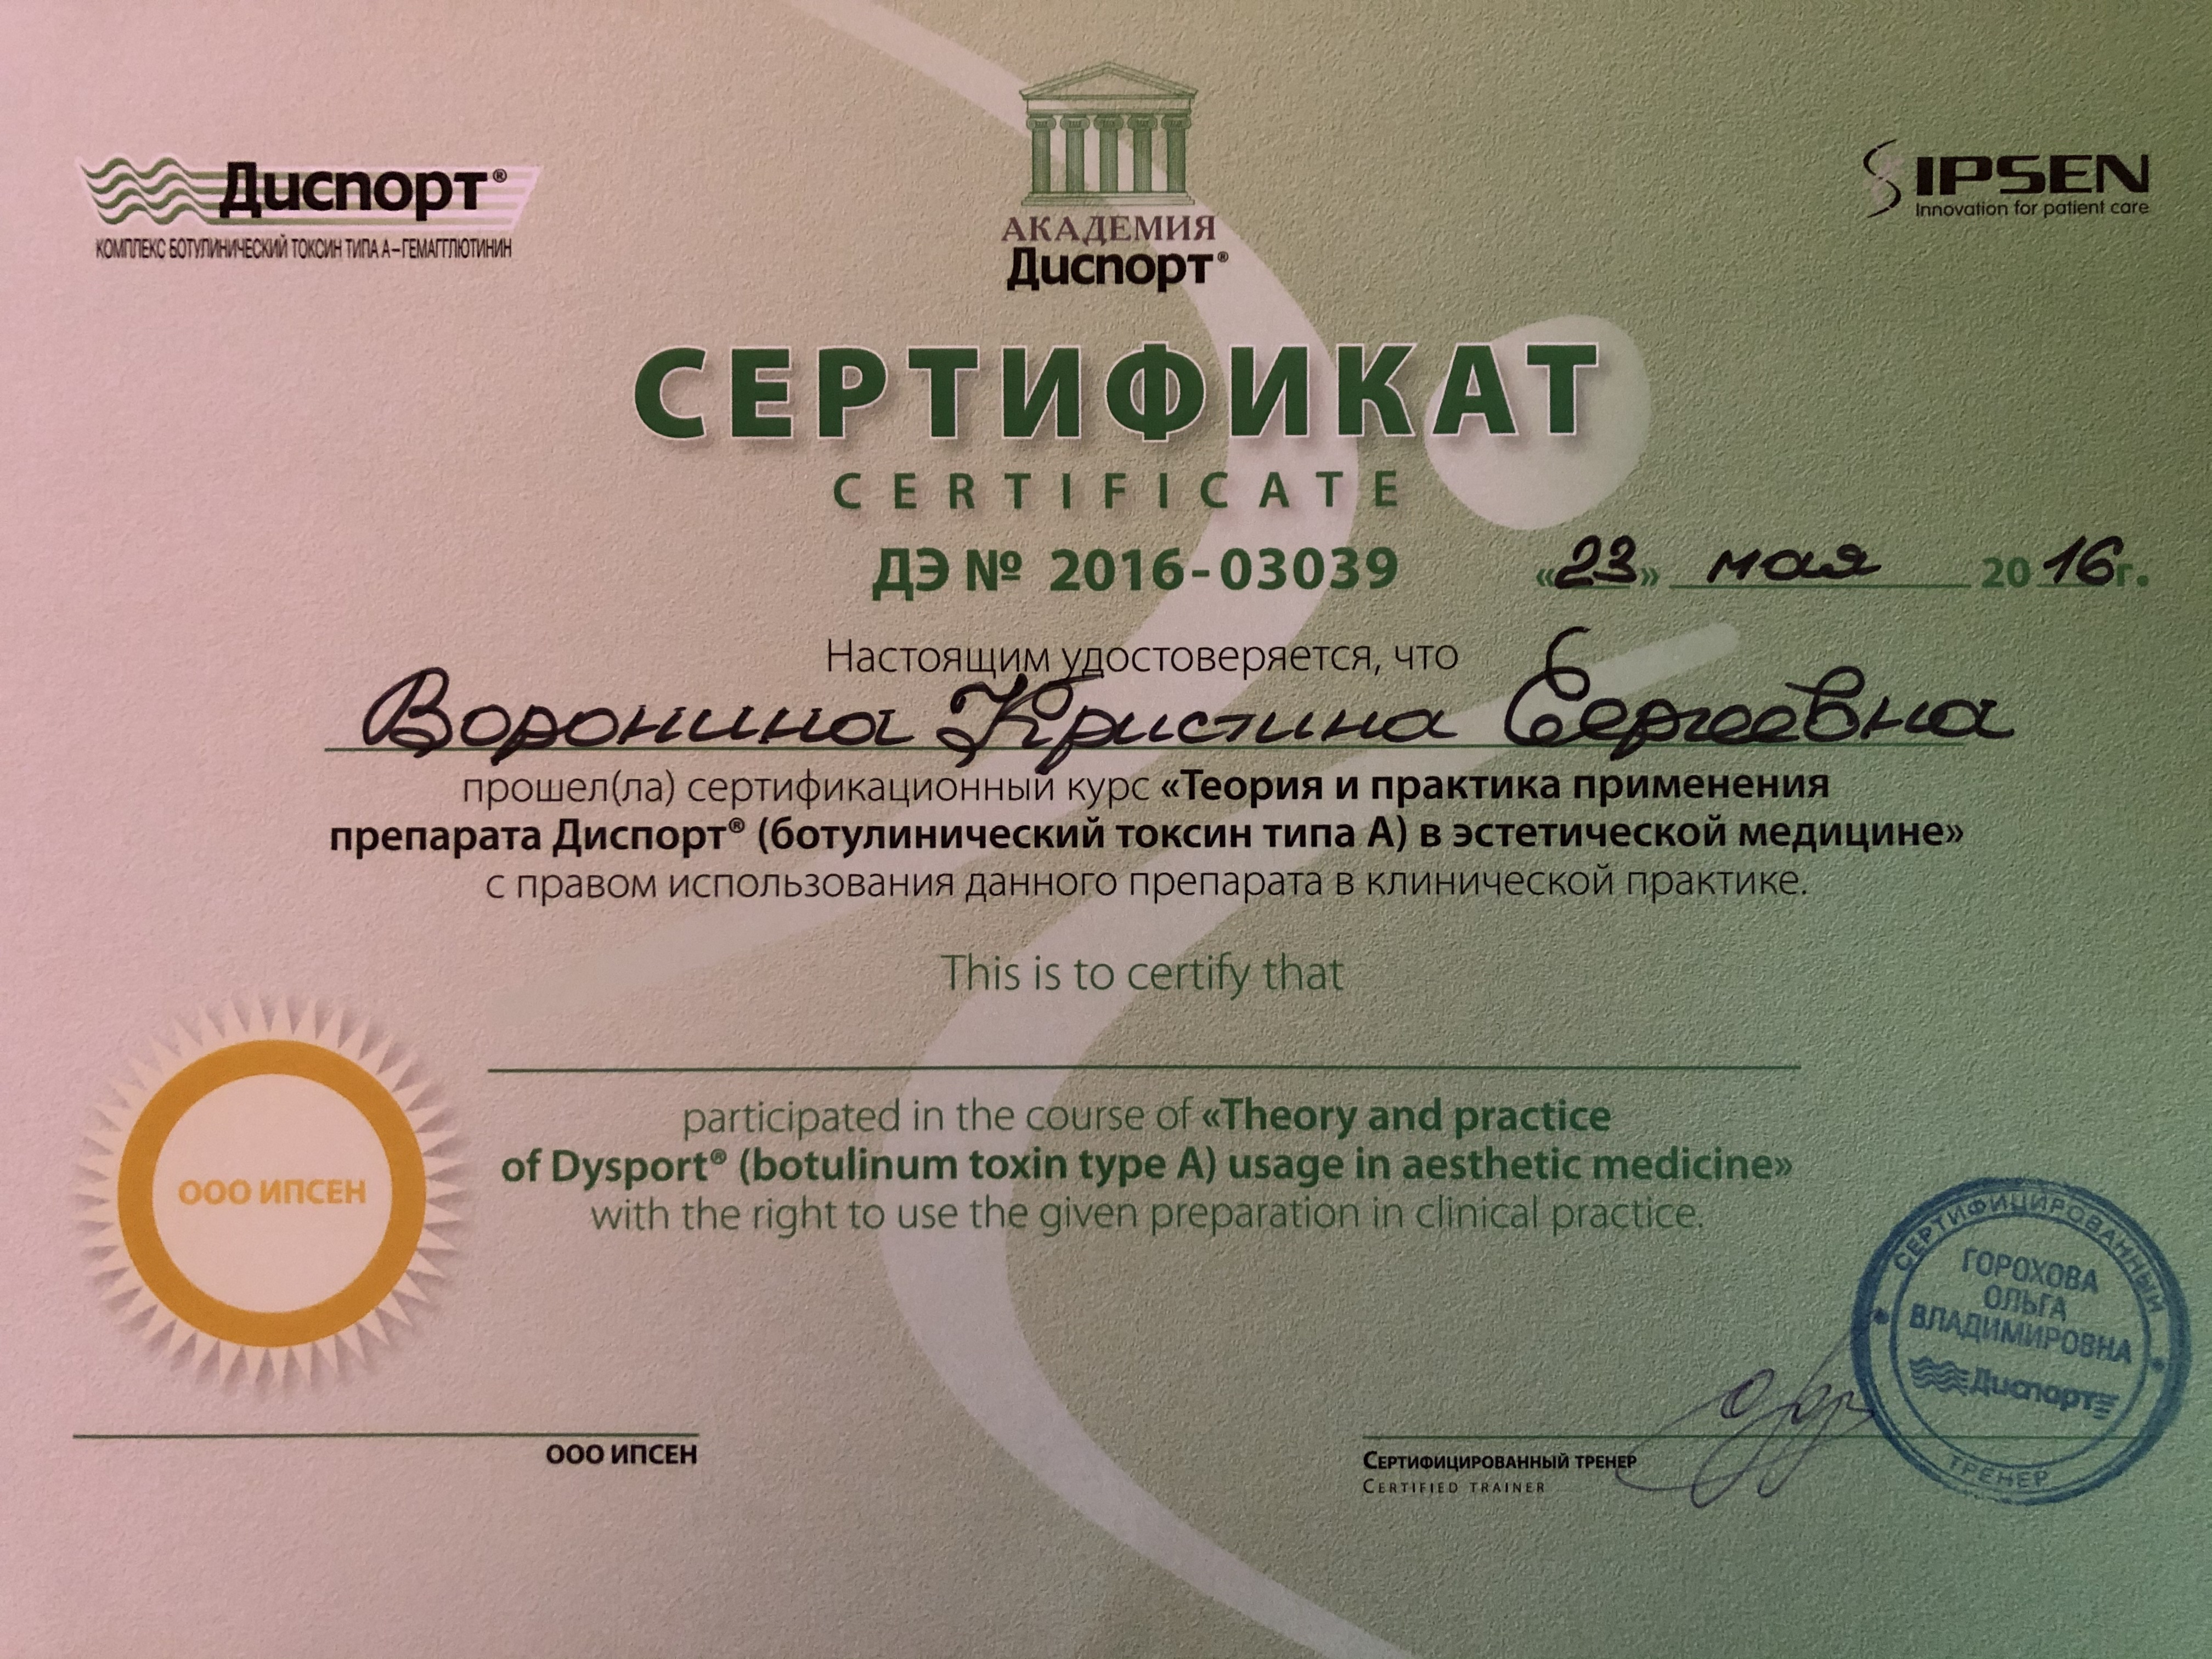 Диспорт®
КОМПЛЕКС БОТУЛИНИЧЕСКИЙ ТОКСИН ТИПА А–ГЕМАГГЛЮТИНИН
АКАДЕМИЯ
Диспорт®
IPSEN
Innovation for patient care
СЕРТИФИКАТ
CERTIFICATE
ДЭ № 2016-03039
«23» мая 2016г.
Настоящим удостоверяется, что
Воронина Кристина Сергеевна
прошел(ла) сертификационный курс «Теория и практика применения
препарата Диспорт® (ботулинический токсин типа А) в эстетической медицине»
с правом использования данного препарата в клинической практике.
This is to certify that
participated in the course of «Theory and practice
of Dysport® (botulinum toxin type A) usage in aesthetic medicine»
with the right to use the given preparation in clinical practice.
ООО ИПСЕН
ООО ИПСЕН
СЕРТИФИЦИРОВАННЫЙ ТРЕНЕР
CERTIFIED TRAINER
СЕРТИФИЦИРОВАННЫЙ
ГОРОХОВА
ОЛЬГА
ВЛАДИМИРОВНА
Диспорт
ТРЕНЕР